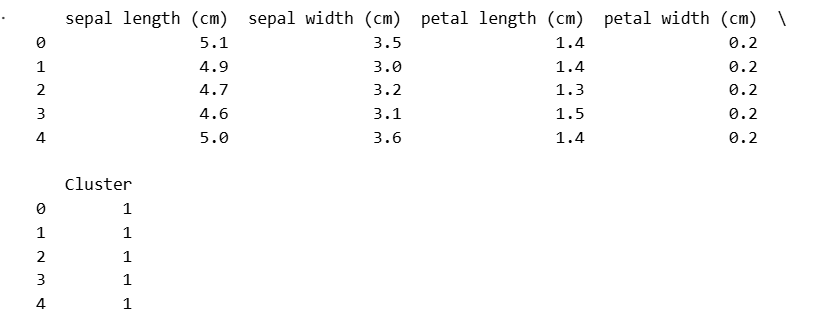 sepal length (cm)  sepal width (cm)  petal length (cm)  petal width (cm)  \
0                5.1               3.5                1.4               0.2
1                4.9               3.0                1.4               0.2
2                4.7               3.2                1.3               0.2
3                4.6               3.1                1.5               0.2
4                5.0               3.6                1.4               0.2
Cluster
0        1
1        1
2        1
3        1
4        1